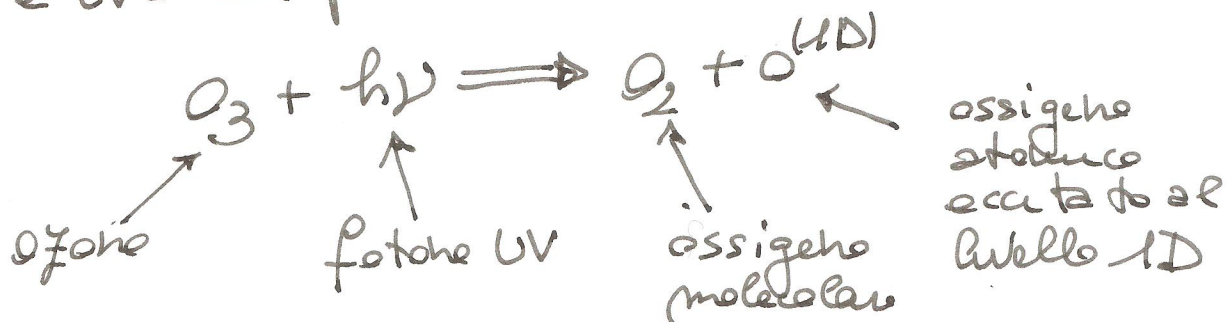 O3 + hν ⟹ O2 + O(1D)
ozono
fotone UV
ossigeno
molecolare
ossigeno
atomico
eccitato al
livello 1D